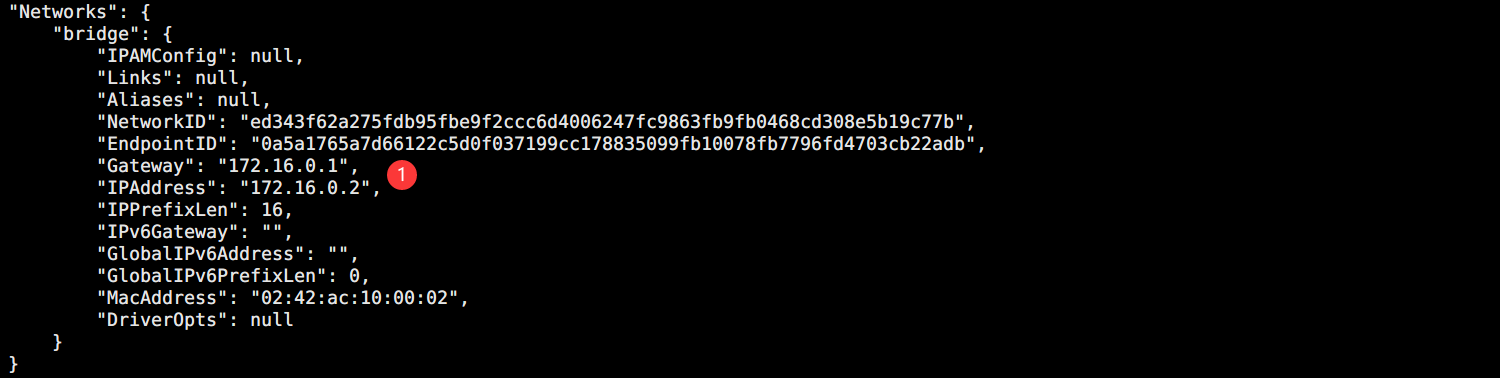 "Networks": {
    "bridge": {
        "IPAMConfig": null,
        "Links": null,
        "Aliases": null,
        "NetworkID": "ed343f62a275fdb95fbe9f2ccc6d4006247fc9863fb9fb0468cd308e5b19c77b",
        "EndpointID": "0a5a1765a7d66122c5d0f037199cc178835099fb10078fb7796fd4703cb22adb",
        "Gateway": "172.16.0.1",
1
        "IPAddress": "172.16.0.2",
        "IPPrefixLen": 16,
        "IPv6Gateway": "",
        "GlobalIPv6Address": "",
        "GlobalIPv6PrefixLen": 0,
        "MacAddress": "02:42:ac:10:00:02",
        "DriverOpts": null
    }
}